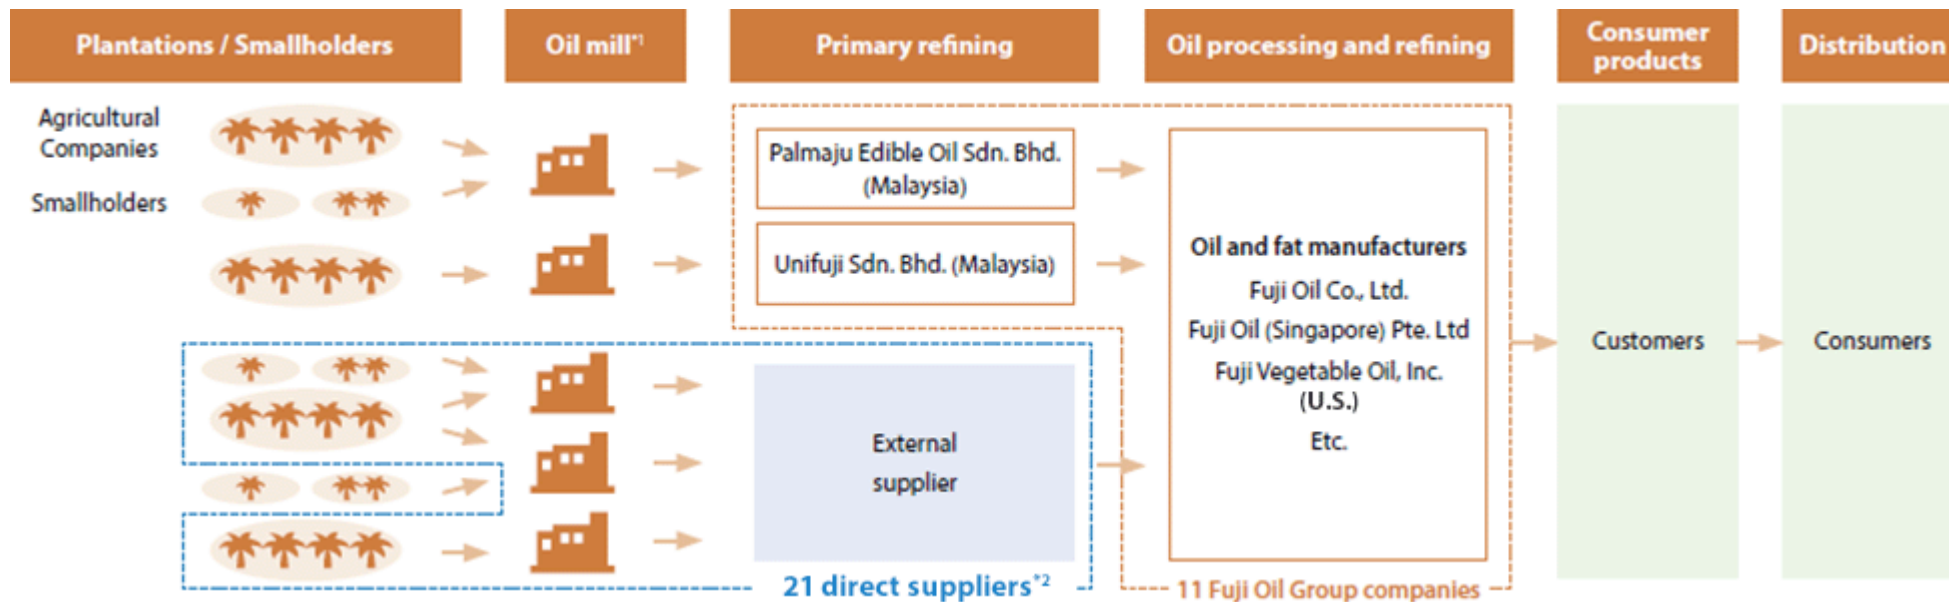 Plantations / Smallholders
Oil mill*1
Primary refining
Oil processing and refining
Consumer
products
Distribution
Agricultural
Companies
Smallholders
Palmaju Edible Oil Sdn. Bhd.
(Malaysia)
Unifuji Sdn. Bhd. (Malaysia)
External
supplier
21 direct suppliers*2
Oil and fat manufacturers
Fuji Oil Co., Ltd.
Fuji Oil (Singapore) Pte. Ltd
Fuji Vegetable Oil, Inc.
(U.S.)
Etc.
11 Fuji Oil Group companies
Customers
Consumers